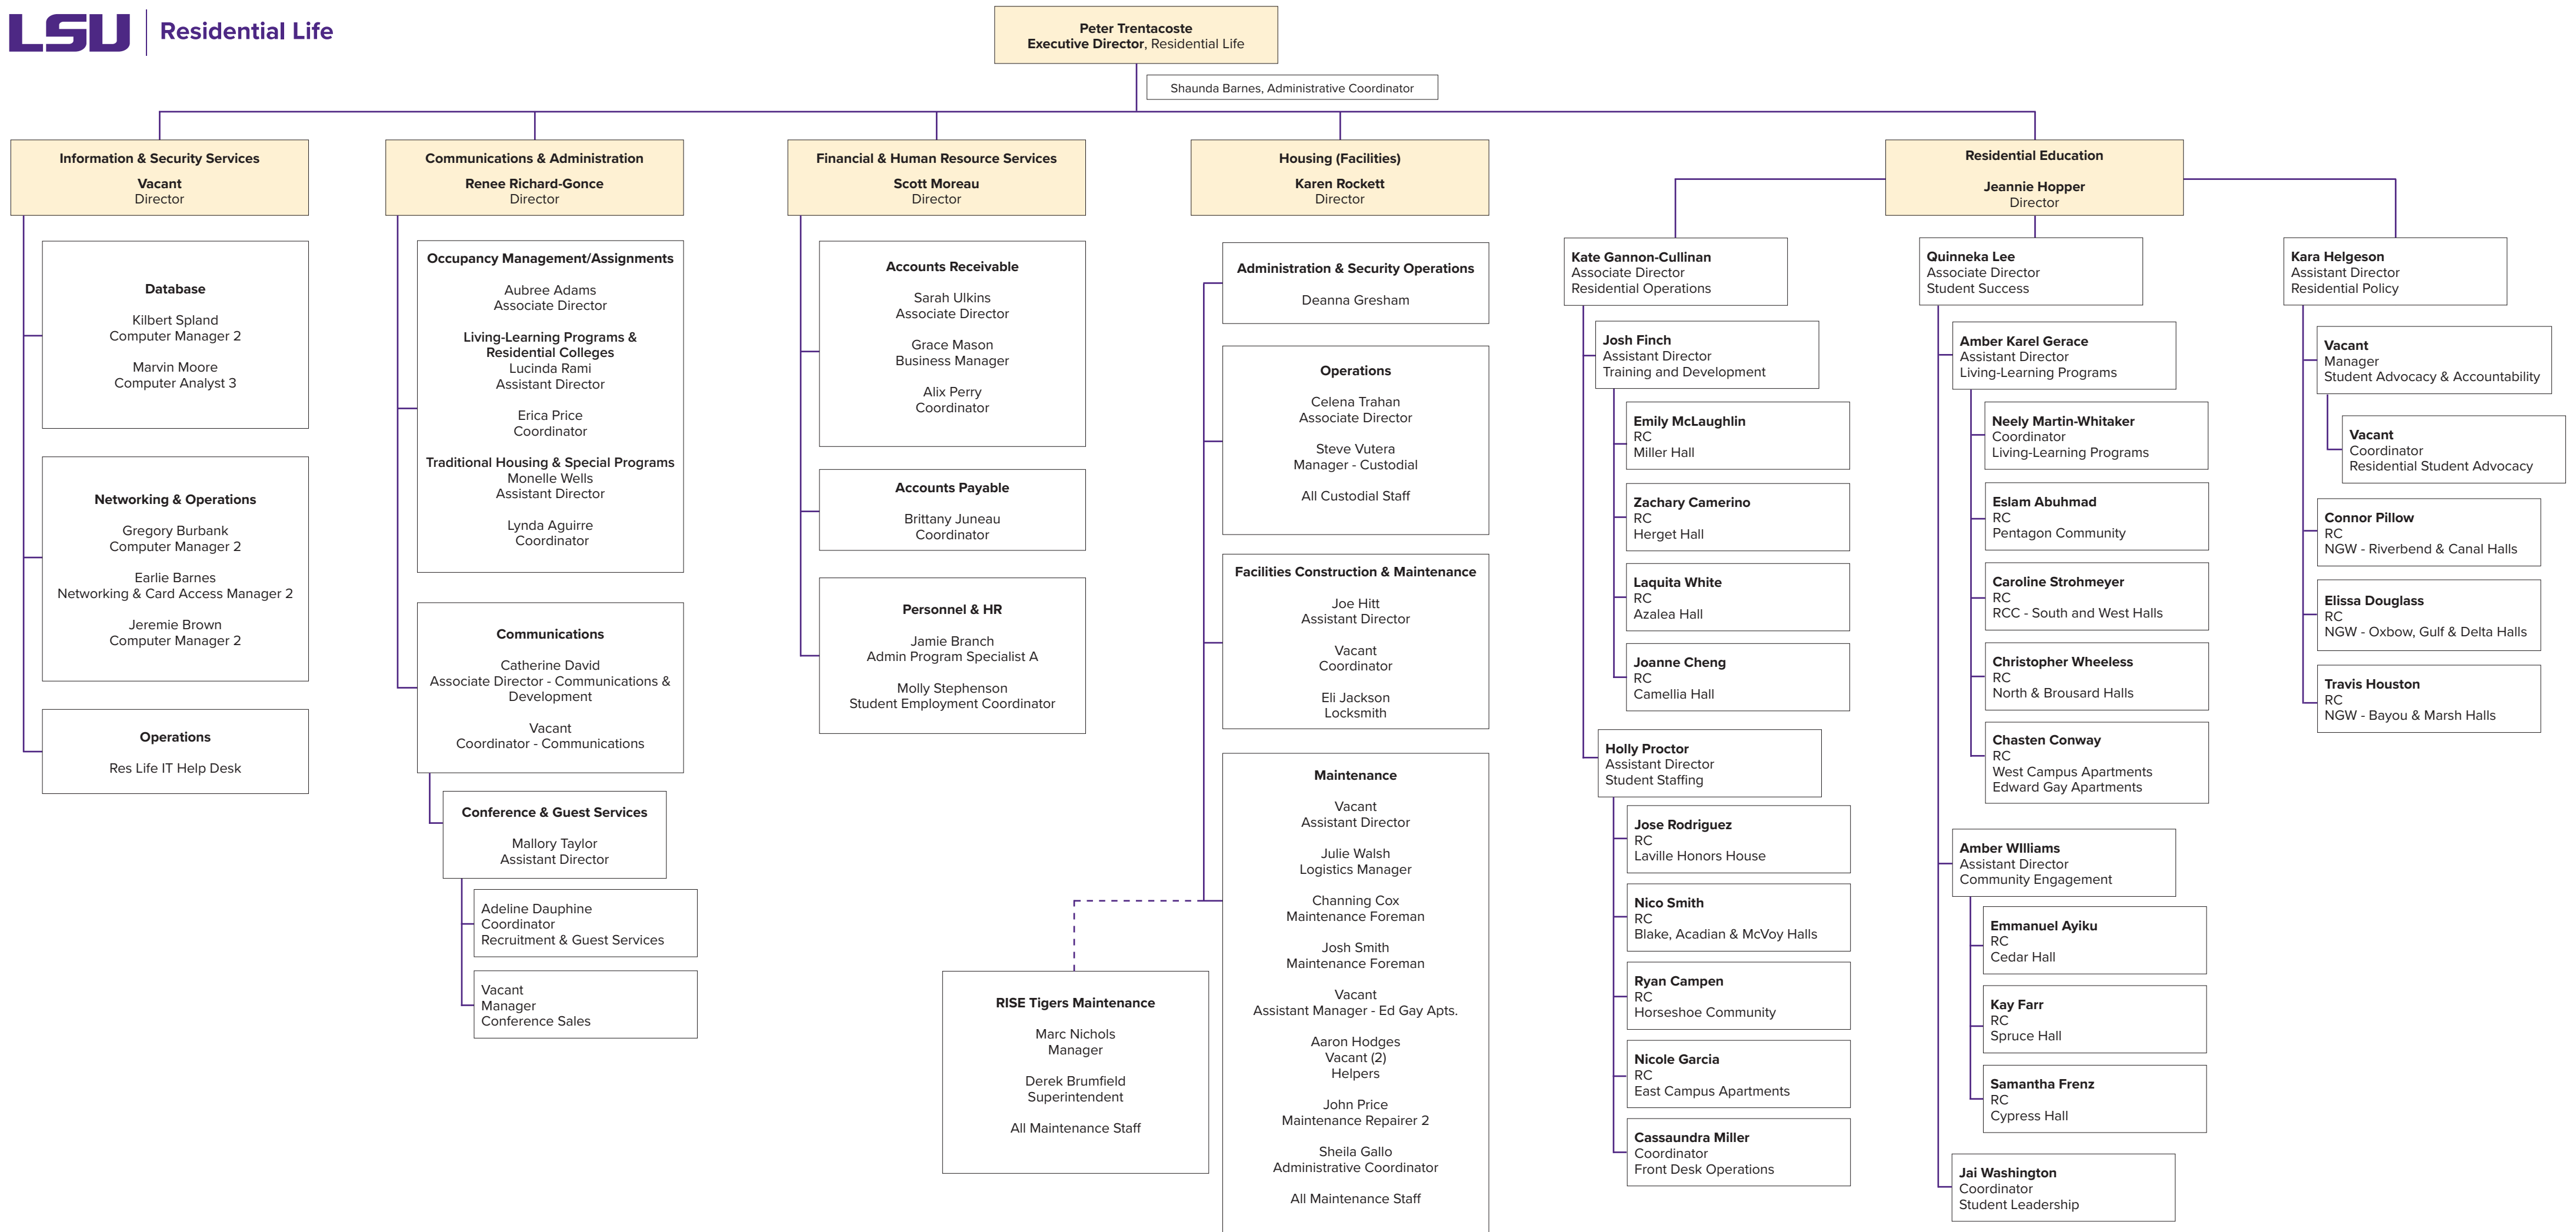 LSU
Residential Life
Peter Trentacoste
Executive Director, Residential Life
Shaunda Barnes, Administrative Coordinator
Information & Security Services
Vacant
Director
Database
Kilbert Spland
Computer Manager 2
Marvin Moore
Computer Analyst 3
Networking & Operations
Gregory Burbank
Computer Manager 2
Earlie Barnes
Networking & Card Access Manager 2
Jeremie Brown
Computer Manager 2
Operations
Res Life IT Help Desk
Communications & Administration
Renee Richard-Gonce
Director
Occupancy Management/Assignments
Aubree Adams
Associate Director
Living-Learning Programs &
Residential Colleges
Lucinda Rami
Assistant Director
Erica Price
Coordinator
Traditional Housing & Special Programs
Monelle Wells
Assistant Director
Lynda Aguirre
Coordinator
Communications
Catherine David
Associate Director - Communications &
Development
Vacant
Coordinator - Communications
Conference & Guest Services
Mallory Taylor
Assistant Director
Adeline Dauphine
Coordinator
Recruitment & Guest Services
Vacant
Manager
Conference Sales
Financial & Human Resource Services
Scott Moreau
Director
Accounts Receivable
Sarah Ulkins
Associate Director
Grace Mason
Business Manager
Alix Perry
Coordinator
Accounts Payable
Brittany Juneau
Coordinator
Personnel & HR
Jamie Branch
Admin Program Specialist A
Molly Stephenson
Student Employment Coordinator
Housing (Facilities)
Karen Rockett
Director
Administration & Security Operations
Deanna Gresham
Operations
Celena Trahan
Associate Director
Steve Vutera
Manager - Custodial
All Custodial Staff
Facilities Construction & Maintenance
Joe Hitt
Assistant Director
Vacant
Coordinator
Eli Jackson
Locksmith
Maintenance
Vacant
Assistant Director
Julie Walsh
Logistics Manager
Channing Cox
Maintenance Foreman
Josh Smith
Maintenance Foreman
Vacant
Assistant Manager - Ed Gay Apts.
Aaron Hodges
Vacant (2)
Helpers
John Price
Maintenance Repairer 2
Sheila Gallo
Administrative Coordinator
All Maintenance Staff
RISE Tigers Maintenance
Marc Nichols
Manager
Derek Brumfield
Superintendent
All Maintenance Staff
Residential Education
Jeannie Hopper
Director
Kate Gannon-Cullinan
Associate Director
Residential Operations
Josh Finch
Assistant Director
Training and Development
Emily McLaughlin
RC
Miller Hall
Zachary Camerino
RC
Herget Hall
Laquita White
RC
Azalea Hall
Joanne Cheng
RC
Camellia Hall
Holly Proctor
Assistant Director
Student Staffing
Jose Rodriguez
RC
Laville Honors House
Nico Smith
RC
Blake, Acadian & McVoy Halls
Ryan Campen
RC
Horseshoe Community
Nicole Garcia
RC
East Campus Apartments
Cassaundra Miller
Coordinator
Front Desk Operations
Quinneka Lee
Associate Director
Student Success
Amber Karel Gerace
Assistant Director
Living-Learning Programs
Neely Martin-Whitaker
Coordinator
Living-Learning Programs
Eslam Abuhmad
RC
Pentagon Community
Caroline Strohmeyer
RC
RCC - South and West Halls
Christopher Wheeless
RC
North & Brousard Halls
Chasten Conway
RC
West Campus Apartments
Edward Gay Apartments
Amber WIlliams
Assistant Director
Community Engagement
Emmanuel Ayiku
RC
Cedar Hall
Kay Farr
RC
Spruce Hall
Samantha Frenz
RC
Cypress Hall
Jai Washington
Coordinator
Student Leadership
Kara Helgeson
Assistant Director
Residential Policy
Vacant
Manager
Student Advocacy & Accountability
Vacant
Coordinator
Residential Student Advocacy
Connor Pillow
RC
NGW - Riverbend & Canal Halls
Elissa Douglass
RC
NGW - Oxbow, Gulf & Delta Halls
Travis Houston
RC
NGW - Bayou & Marsh Halls